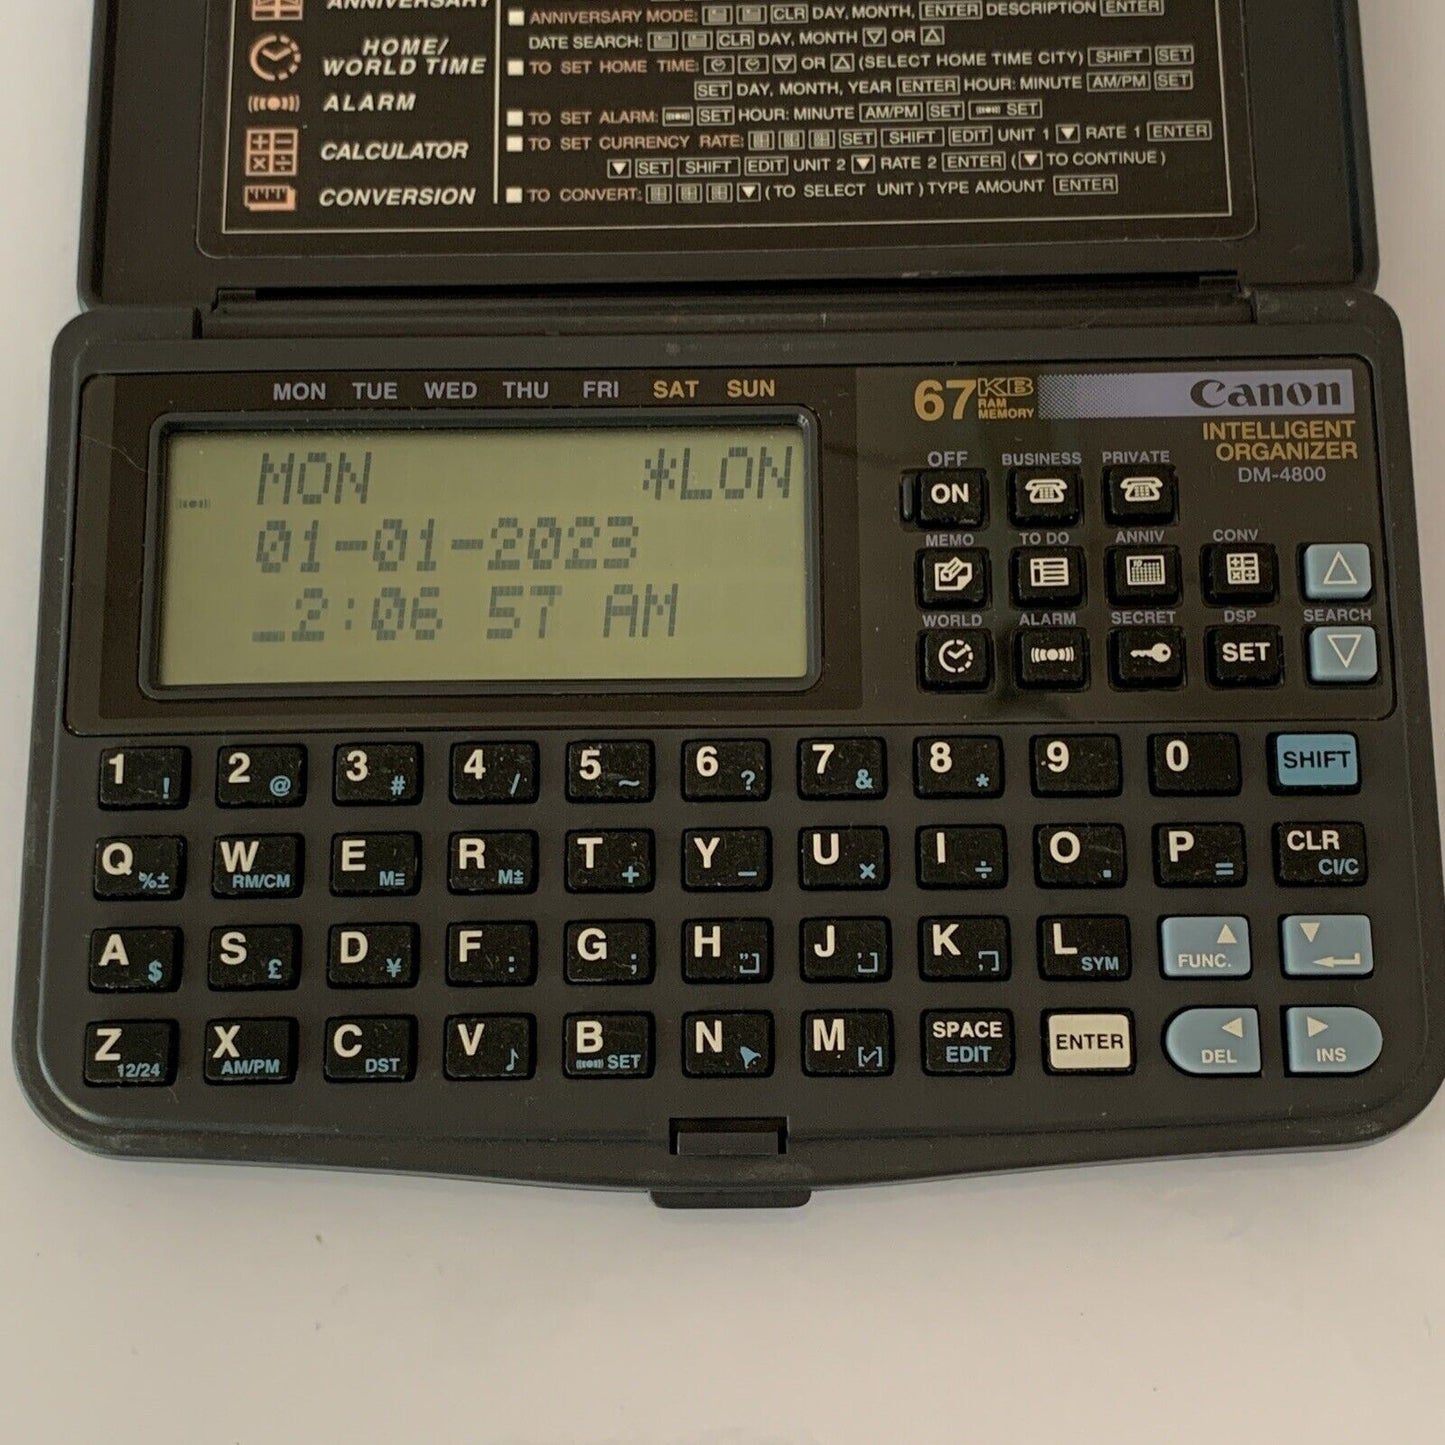 ANNIVERSARY
ANNIVERSARY MODE: CLR DAY, MONTH, ENTER DESCRIPTION ENTER
DATE SEARCH: CLR DAY, MONTH ▽ OR △
HOME/
WORLD TIME
TO SET HOME TIME: ▽ OR △ (SELECT HOME TIME CITY) SHIFT SET
SET DAY, MONTH, YEAR ENTER HOUR: MINUTE AM/PM SET
ALARM
TO SET ALARM: SET HOUR: MINUTE AM/PM SET SET
CALCULATOR
TO SET CURRENCY RATE: SET SHIFT EDIT UNIT 1 ▼ RATE 1 ENTER
▼ SET SHIFT EDIT UNIT 2 ▼ RATE 2 ENTER (▼ TO CONTINUE)
CONVERSION
TO CONVERT: ▼ (TO SELECT UNIT) TYPE AMOUNT ENTER
MON TUE WED THU FRI SAT SUN
67KB RAM MEMORY
Canon
INTELLIGENT
ORGANIZER
DM-4800
MON *LON
01-01-2023
2:06 57 AM
OFF BUSINESS PRIVATE
ON
MEMO TO DO ANNIV CONV
WORLD ALARM SECRET DSP SEARCH
SET
1 ! 2 @ 3 # 4 / 5 ~ 6 ? 7 & 8 * 9 0 SHIFT
Q %± W RM/CM E M= R M± T + Y – U × I ÷ O . P = CLR CI/C
A $ S £ D ¥ F : G ; H J K L SYM FUNC.
Z 12/24 X AM/PM C DST V ♪ B SET N M [✓] SPACE EDIT ENTER DEL INS